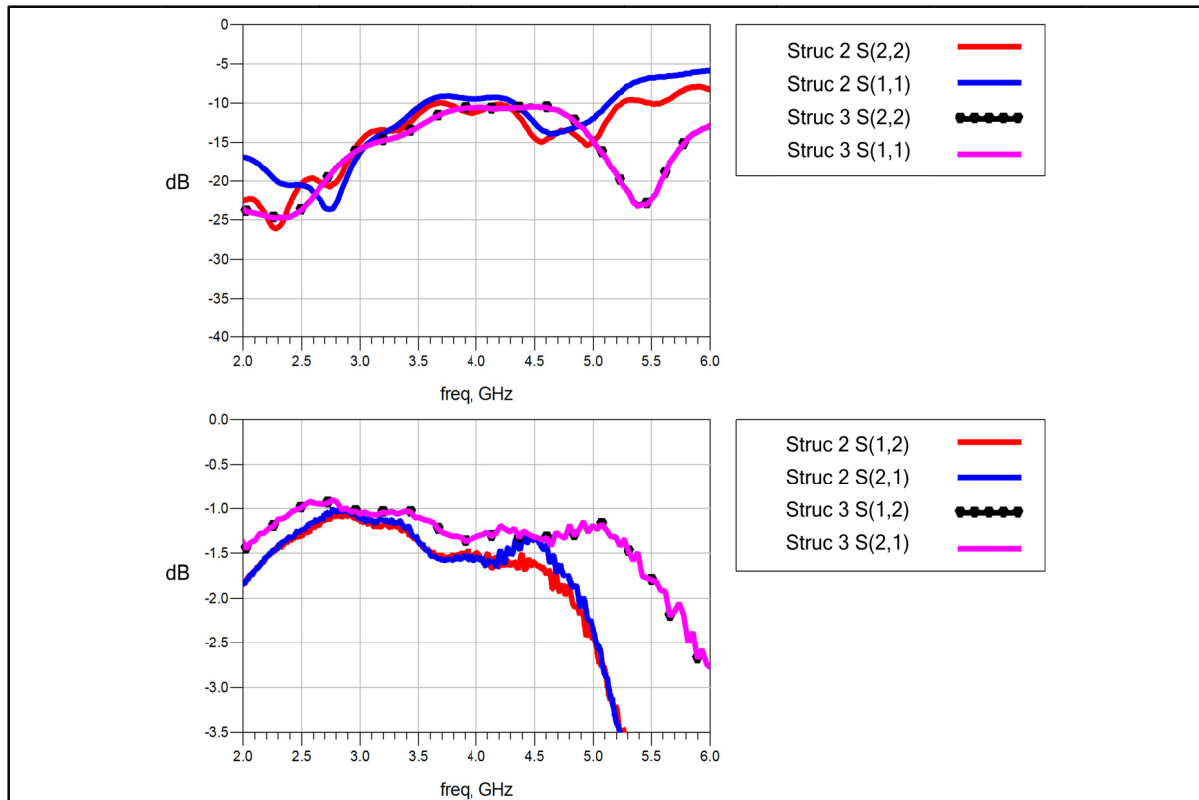 0
-5
-10
-15
-20
-25
-30
-35
-40
dB
2.0 2.5 3.0 3.5 4.0 4.5 5.0 5.5 6.0
freq, GHz
Struc 2 S(2,2)
Struc 2 S(1,1)
Struc 3 S(2,2)
Struc 3 S(1,1)
0.0
-0.5
-1.0
-1.5
-2.0
-2.5
-3.0
-3.5
dB
2.0 2.5 3.0 3.5 4.0 4.5 5.0 5.5 6.0
freq, GHz
Struc 2 S(1,2)
Struc 2 S(2,1)
Struc 3 S(1,2)
Struc 3 S(2,1)